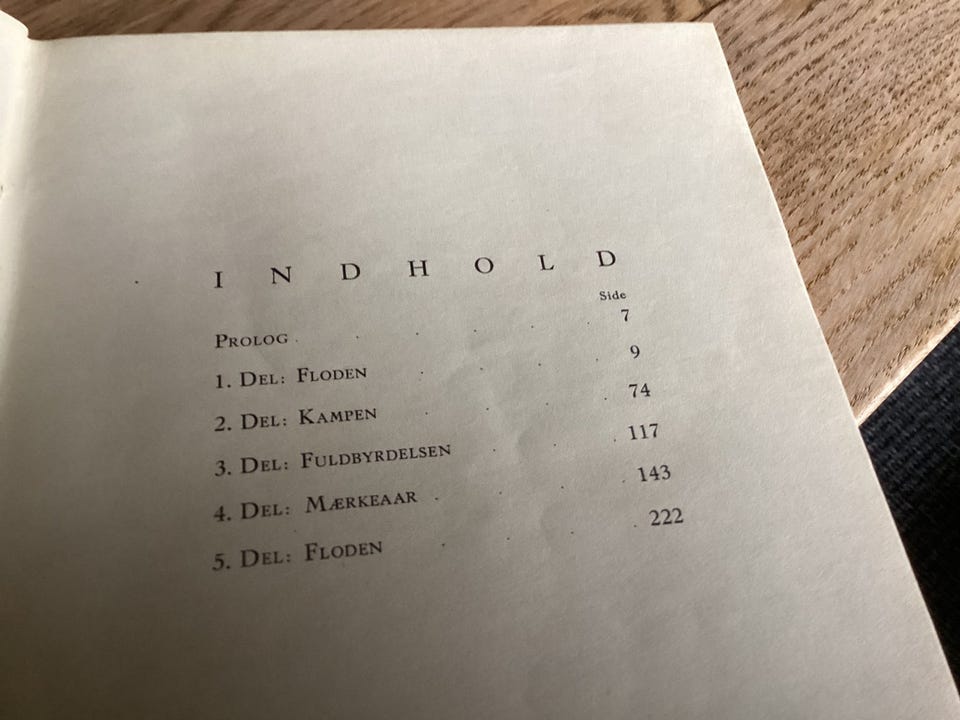 INDHOLD
Side
Prolog . . . . . 7
1. Del: Floden . . . . 9
2. Del: Kampen . . . . 74
3. Del: Fuldbyrdelsen . . . 117
4. Del: Mærkeaar . . . . 143
5. Del: Floden . . . . 222